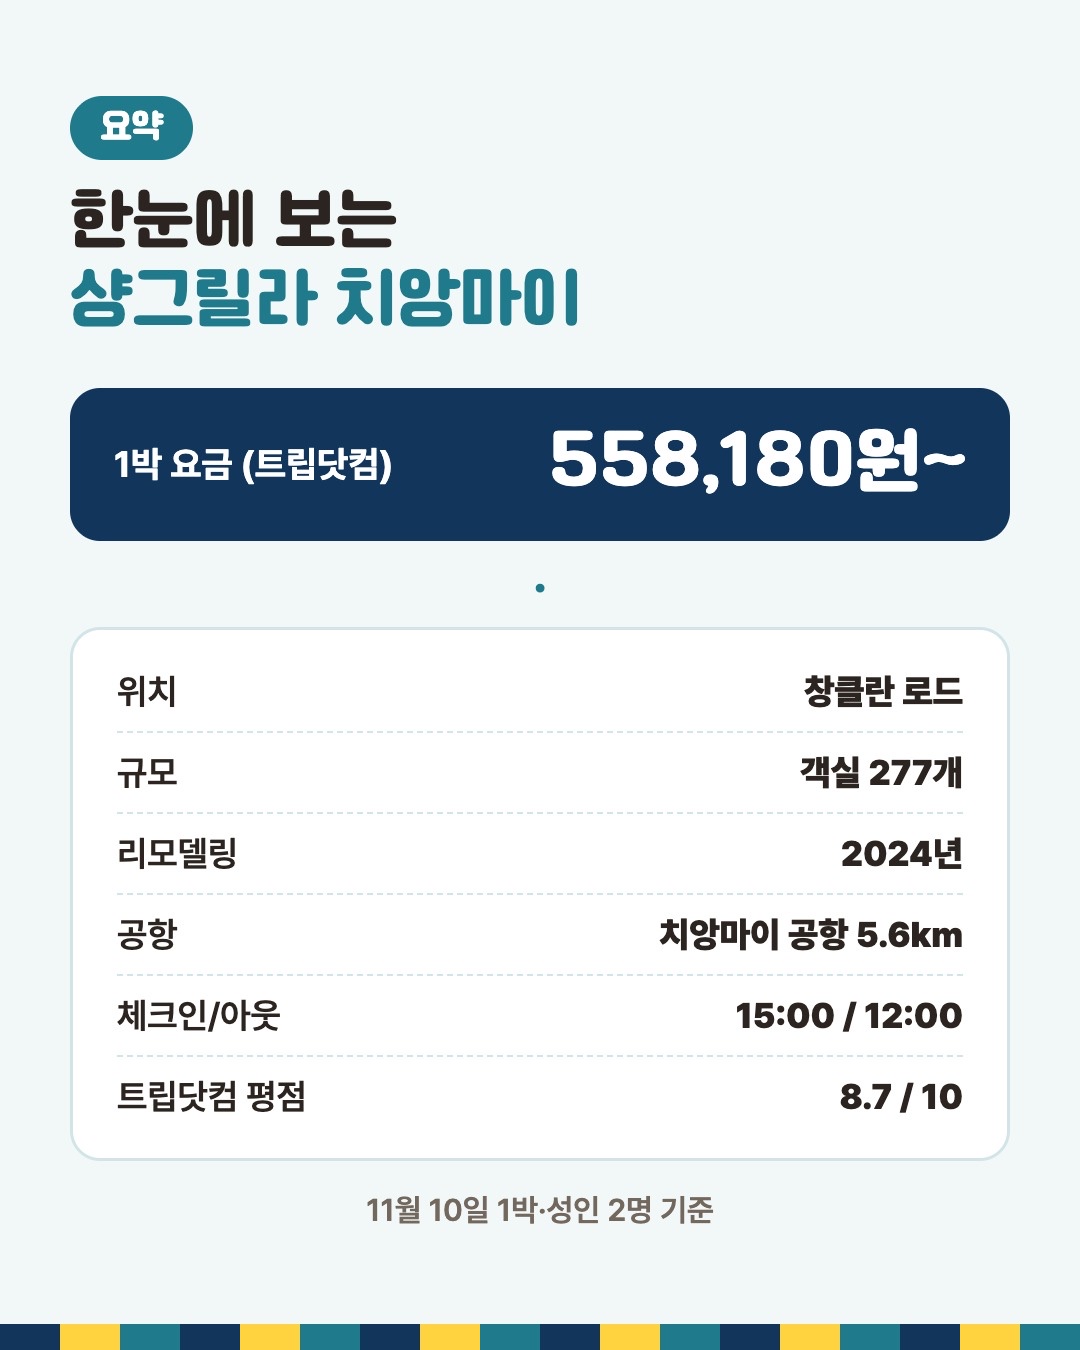 요약
한눈에 보는
샹그릴라 치앙마이
1박 요금 (트립닷컴) 558,180원~
위치 창클란 로드
규모 객실 277개
리모델링 2024년
공항 치앙마이 공항 5.6km
체크인/아웃 15:00 / 12:00
트립닷컴 평점 8.7 / 10
11월 10일 1박·성인 2명 기준